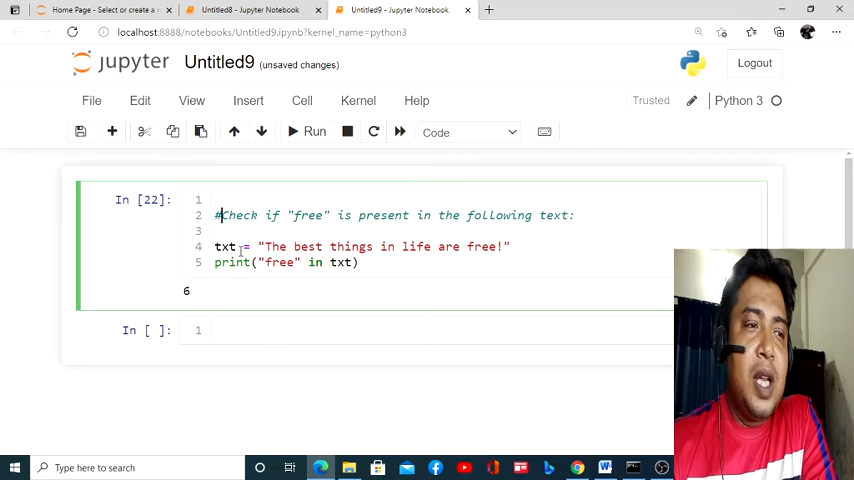 Home Page - Select or create a n
Untitled8 - Jupyter Notebook
Untitled9 - Jupyter Notebook
localhost:8888/notebooks/Untitled9.ipynb?kernel_name=python3
jupyter Untitled9 (unsaved changes)
Logout
File Edit View Insert Cell Kernel Help
Trusted
Python 3
Run
Code
In [22]:
1
2 #Check if "free" is present in the following text:
3
4 txt = "The best things in life are free!"
5 print("free" in txt)
6
In [ ]:
1
Type here to search